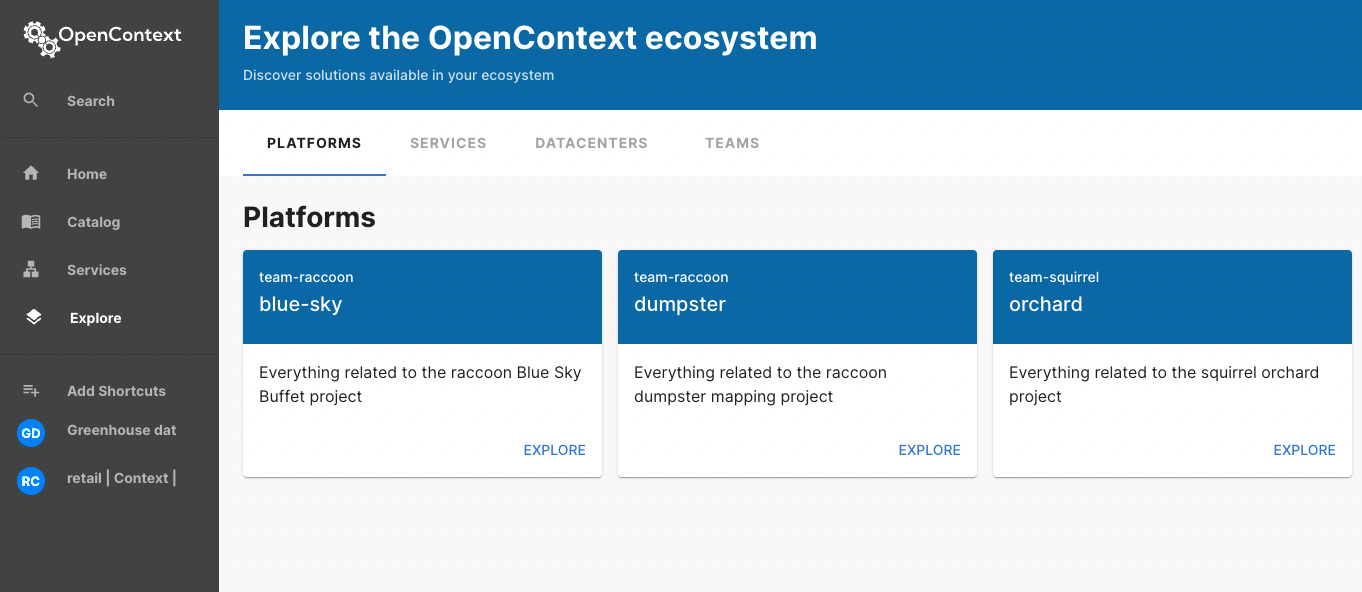 OpenContext
Search
Home
Catalog
Services
Explore
Add Shortcuts
GD
Greenhouse dat
RC
retail | Context |
Explore the OpenContext ecosystem
Discover solutions available in your ecosystem
PLATFORMS SERVICES DATACENTERS TEAMS
Platforms
team-raccoon
blue-sky
Everything related to the raccoon Blue Sky
Buffet project
EXPLORE
team-raccoon
dumpster
Everything related to the raccoon
dumpster mapping project
EXPLORE
team-squirrel
orchard
Everything related to the squirrel orchard
project
EXPLORE